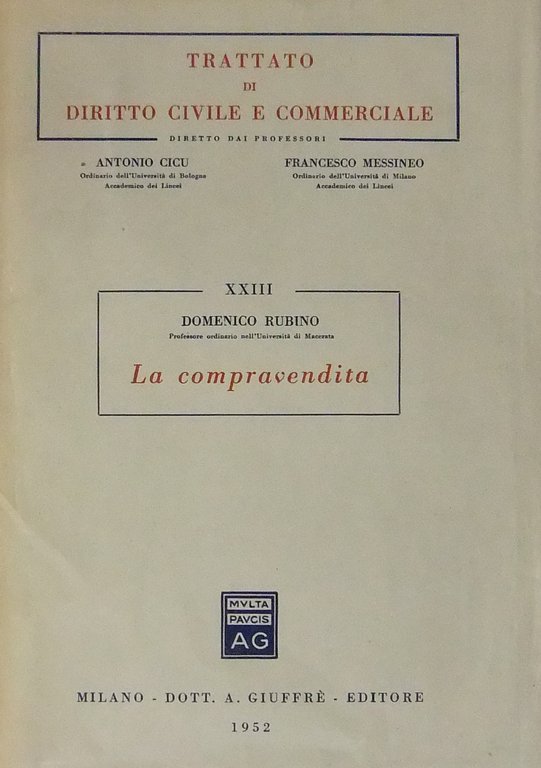 TRATTATO
DI
DIRITTO CIVILE E COMMERCIALE
DIRETTO DAI PROFESSORI
ANTONIO CICU
Ordinario dell'Università di Bologna
Accademico dei Lincei
FRANCESCO MESSINEO
Ordinario dell'Università di Milano
Accademico dei Lincei
XXIII
DOMENICO RUBINO
Professore ordinario nell'Università di Macerata
La compravendita
MVLTA
PAVCIS
AG
MILANO - DOTT. A. GIUFFRÈ - EDITORE
1952